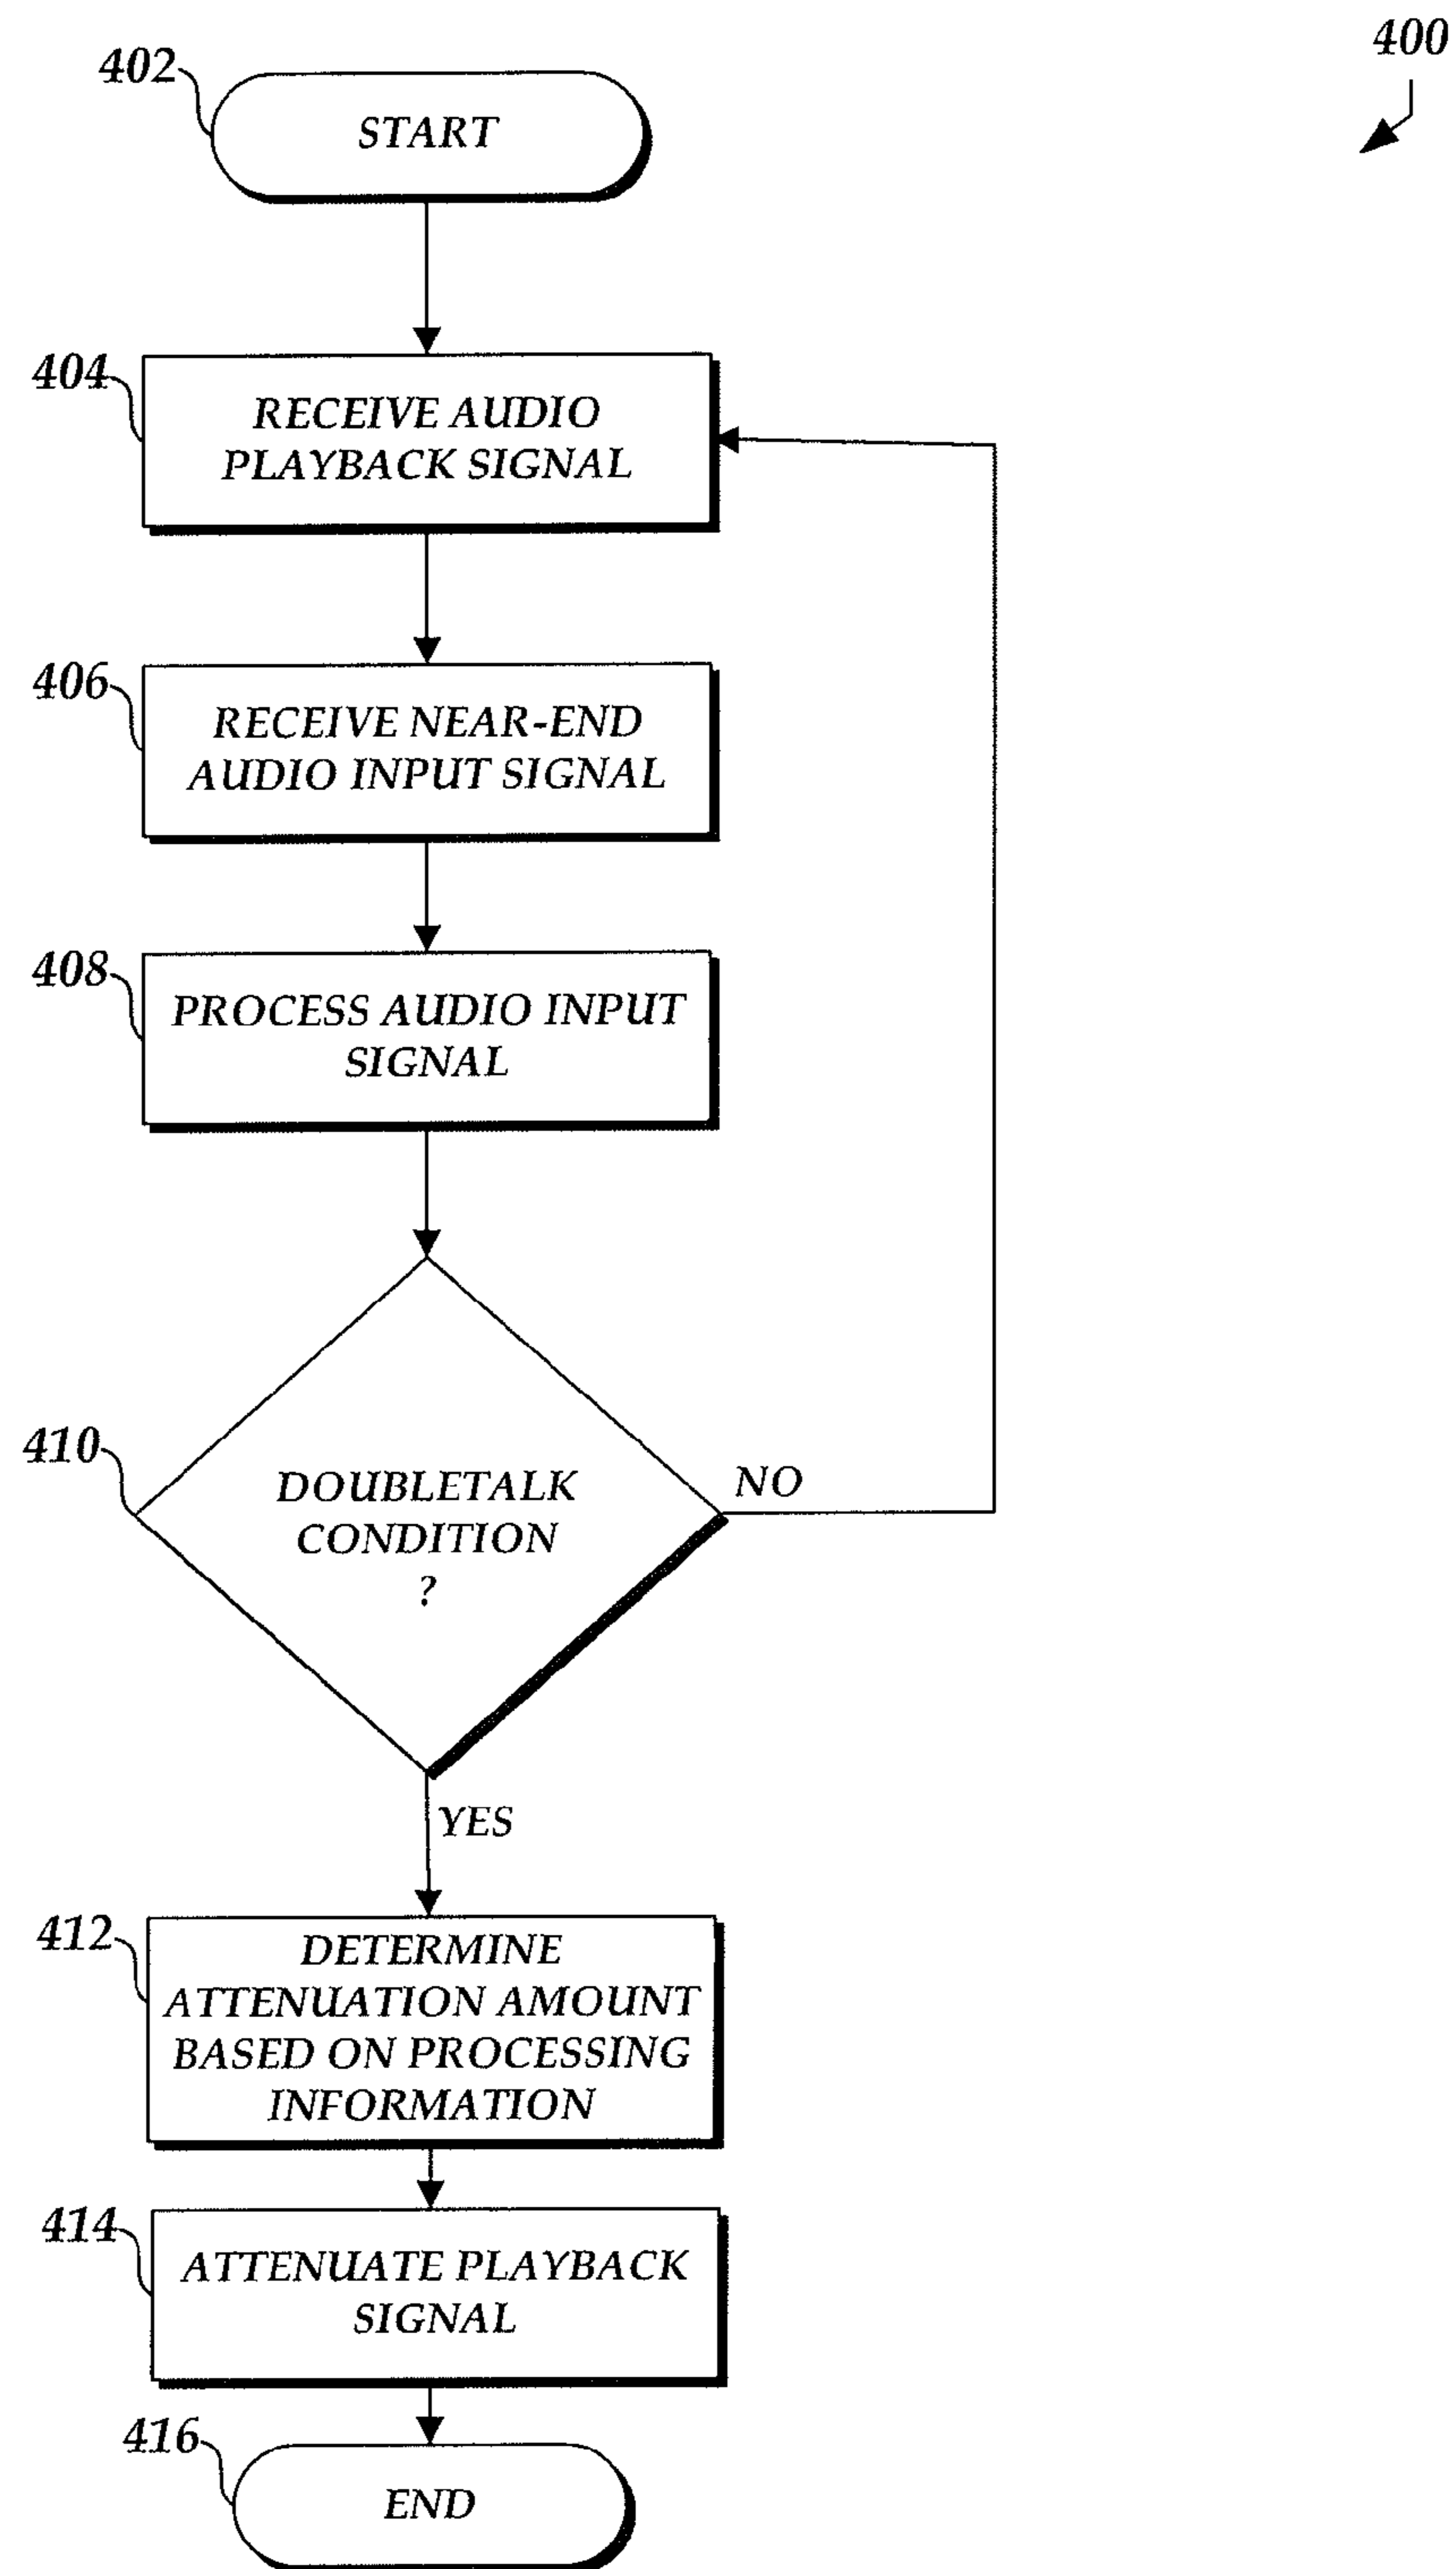 400
402
START
404
RECEIVE AUDIO
PLAYBACK SIGNAL
406
RECEIVE NEAR-END
AUDIO INPUT SIGNAL
408
PROCESS AUDIO INPUT
SIGNAL
410
DOUBLETALK
CONDITION
?
NO
YES
412
DETERMINE
ATTENUATION AMOUNT
BASED ON PROCESSING
INFORMATION
414
ATTENUATE PLAYBACK
SIGNAL
416
END